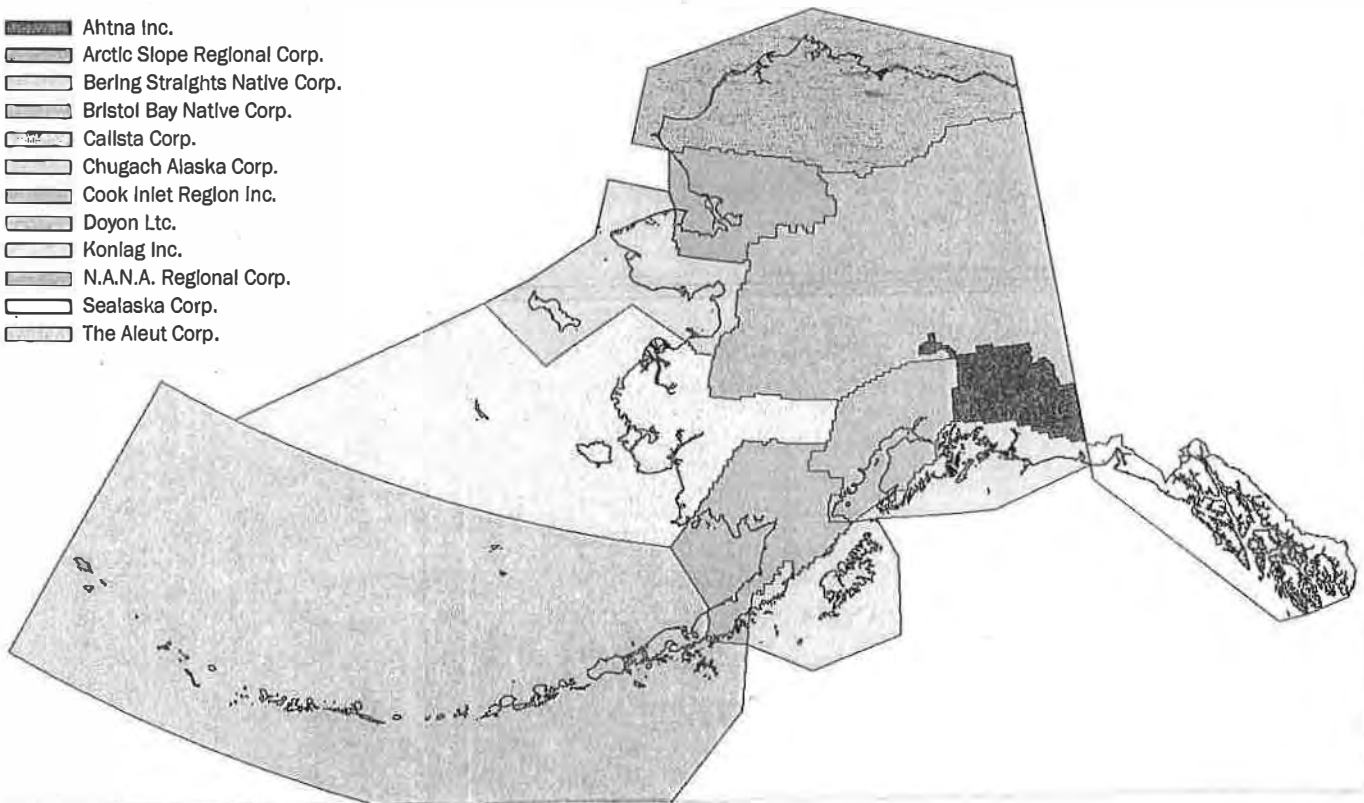 Ahtna Inc.
Arctic Slope Regional Corp.
Bering Straights Native Corp.
Bristol Bay Native Corp.
Calista Corp.
Chugach Alaska Corp.
Cook Inlet Region Inc.
Doyon Ltc.
Koniag Inc.
N.A.N.A. Regional Corp.
Sealaska Corp.
The Aleut Corp.